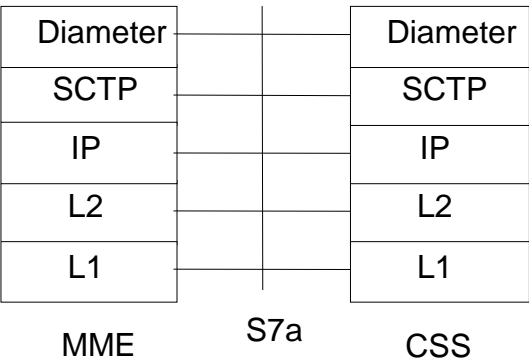 Diameter Diameter
SCTP SCTP
IP IP
L2 L2
L1 L1
MME S7a CSS